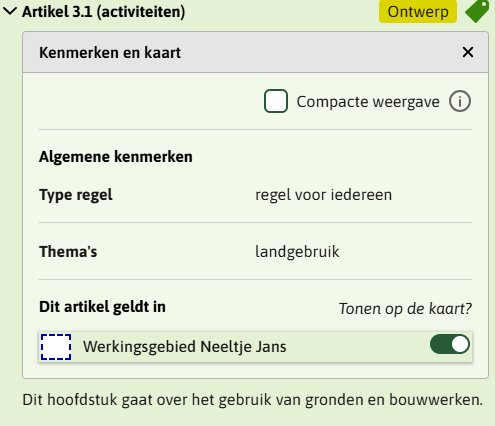 Artikel 3.1 (activiteiten) Ontwerp
Kenmerken en kaart
Compacte weergave
Algemene kenmerken
Type regel regel voor iedereen
Thema's landgebruik
Dit artikel geldt in Tonen op de kaart?
Werkingsgebied Neeltje Jans
Dit hoofdstuk gaat over het gebruik van gronden en bouwwerken.